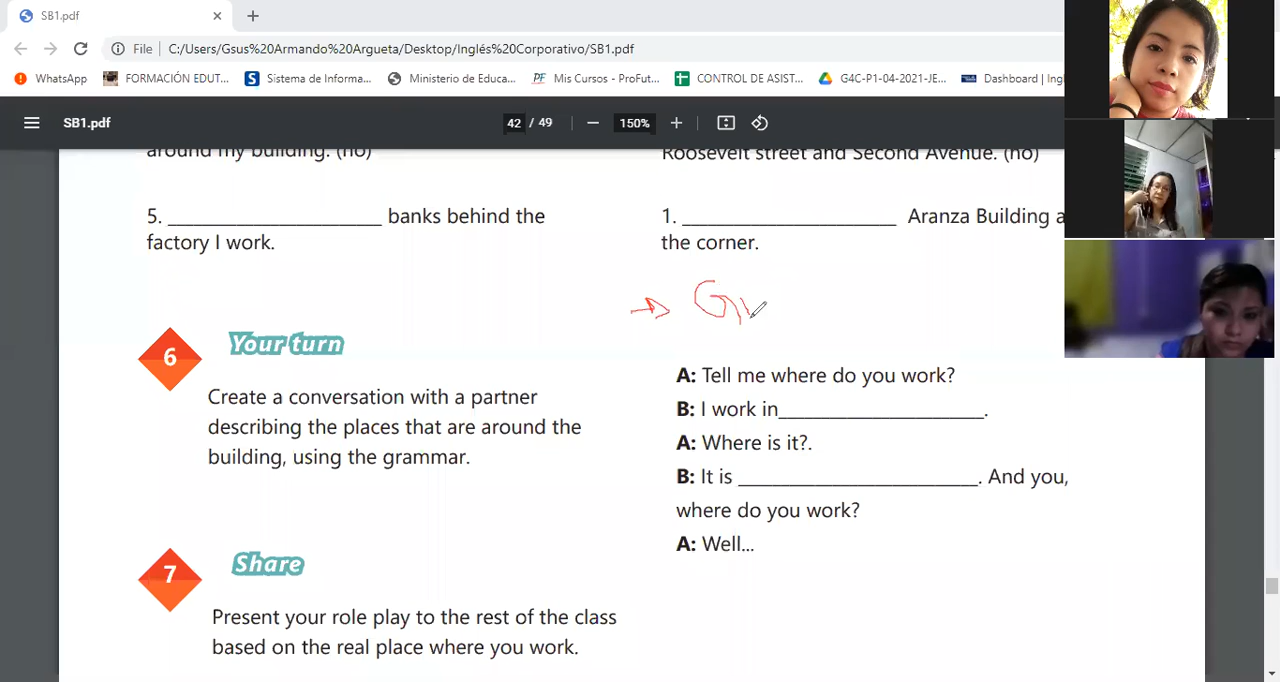 SB1.pdf
File C:/Users/Gsus%20Armando%20Argueta/Desktop/Inglés%20Corporativo/SB1.pdf
WhatsApp FORMACIÓN EDUT... Sistema de Informa... Ministerio de Educa... Mis Cursos - ProFut... CONTROL DE ASIST... G4C-P1-04-2021-JE... Dashboard | Ingl
SB1.pdf 42 / 49 150%
around my building. (no)
5. ______________________ banks behind the
factory I work.
6 Your turn
Create a conversation with a partner
describing the places that are around the
building, using the grammar.
7 Share
Present your role play to the rest of the class
based on the real place where you work.
Roosevelt street and Second Avenue. (no)
1. ______________________ Aranza Building a
the corner.
A: Tell me where do you work?
B: I work in_____________________.
A: Where is it?.
B: It is ________________________. And you,
where do you work?
A: Well...